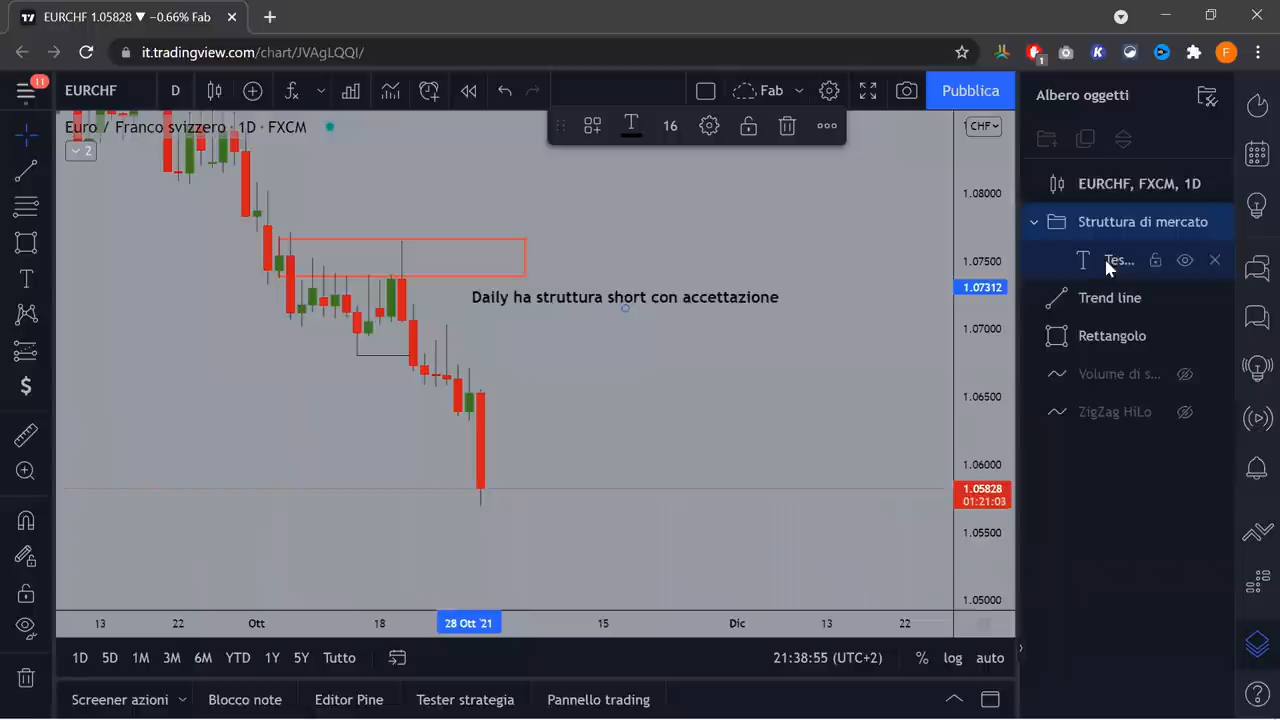 EURCHF 1.05828 ▼ −0.66% Fab
it.tradingview.com/chart/JVAgLQQI/
1
11
EURCHF
D
Fab
Pubblica
Albero oggetti
Euro / Franco svizzero · 1D · FXCM
2
16
CHF
EURCHF, FXCM, 1D
Struttura di mercato
Tes...
Trend line
Rettangolo
Volume di s...
ZigZag HiLo
Daily ha struttura short con accettazione
1.08000
1.07500
1.07312
1.07000
1.06500
1.06000
1.05828
01:21:03
1.05500
1.05000
13
22
Ott
18
28 Ott '21
15
Dic
13
22
1D
5D
1M
3M
6M
YTD
1Y
5Y
Tutto
21:38:55 (UTC+2)
%
log
auto
Screener azioni
Blocco note
Editor Pine
Tester strategia
Pannello trading